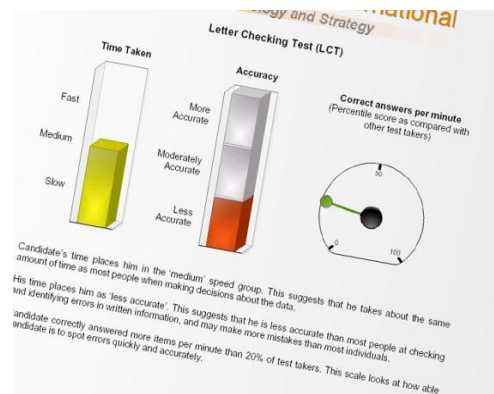 ational
ogy and Strategy
Letter Checking Test (LCT)
Time Taken
Accuracy
Correct answers per minute
(Percentile score as compared with
other test takers)
Fast
Medium
Slow
More
Accurate
Moderately
Accurate
Less
Accurate
50
0
100
Candidate's time places him in the 'medium' speed group. This suggests that he takes about the same
amount of time as most people when making decisions about the data.
His time places him as 'less accurate'. This suggests that he is less accurate than most people at checking
and identifying errors in written information, and may make more mistakes than most individuals.
andidate correctly answered more items per minute than 20% of test takers. This scale looks at how able
andidate is to spot errors quickly and accurately.